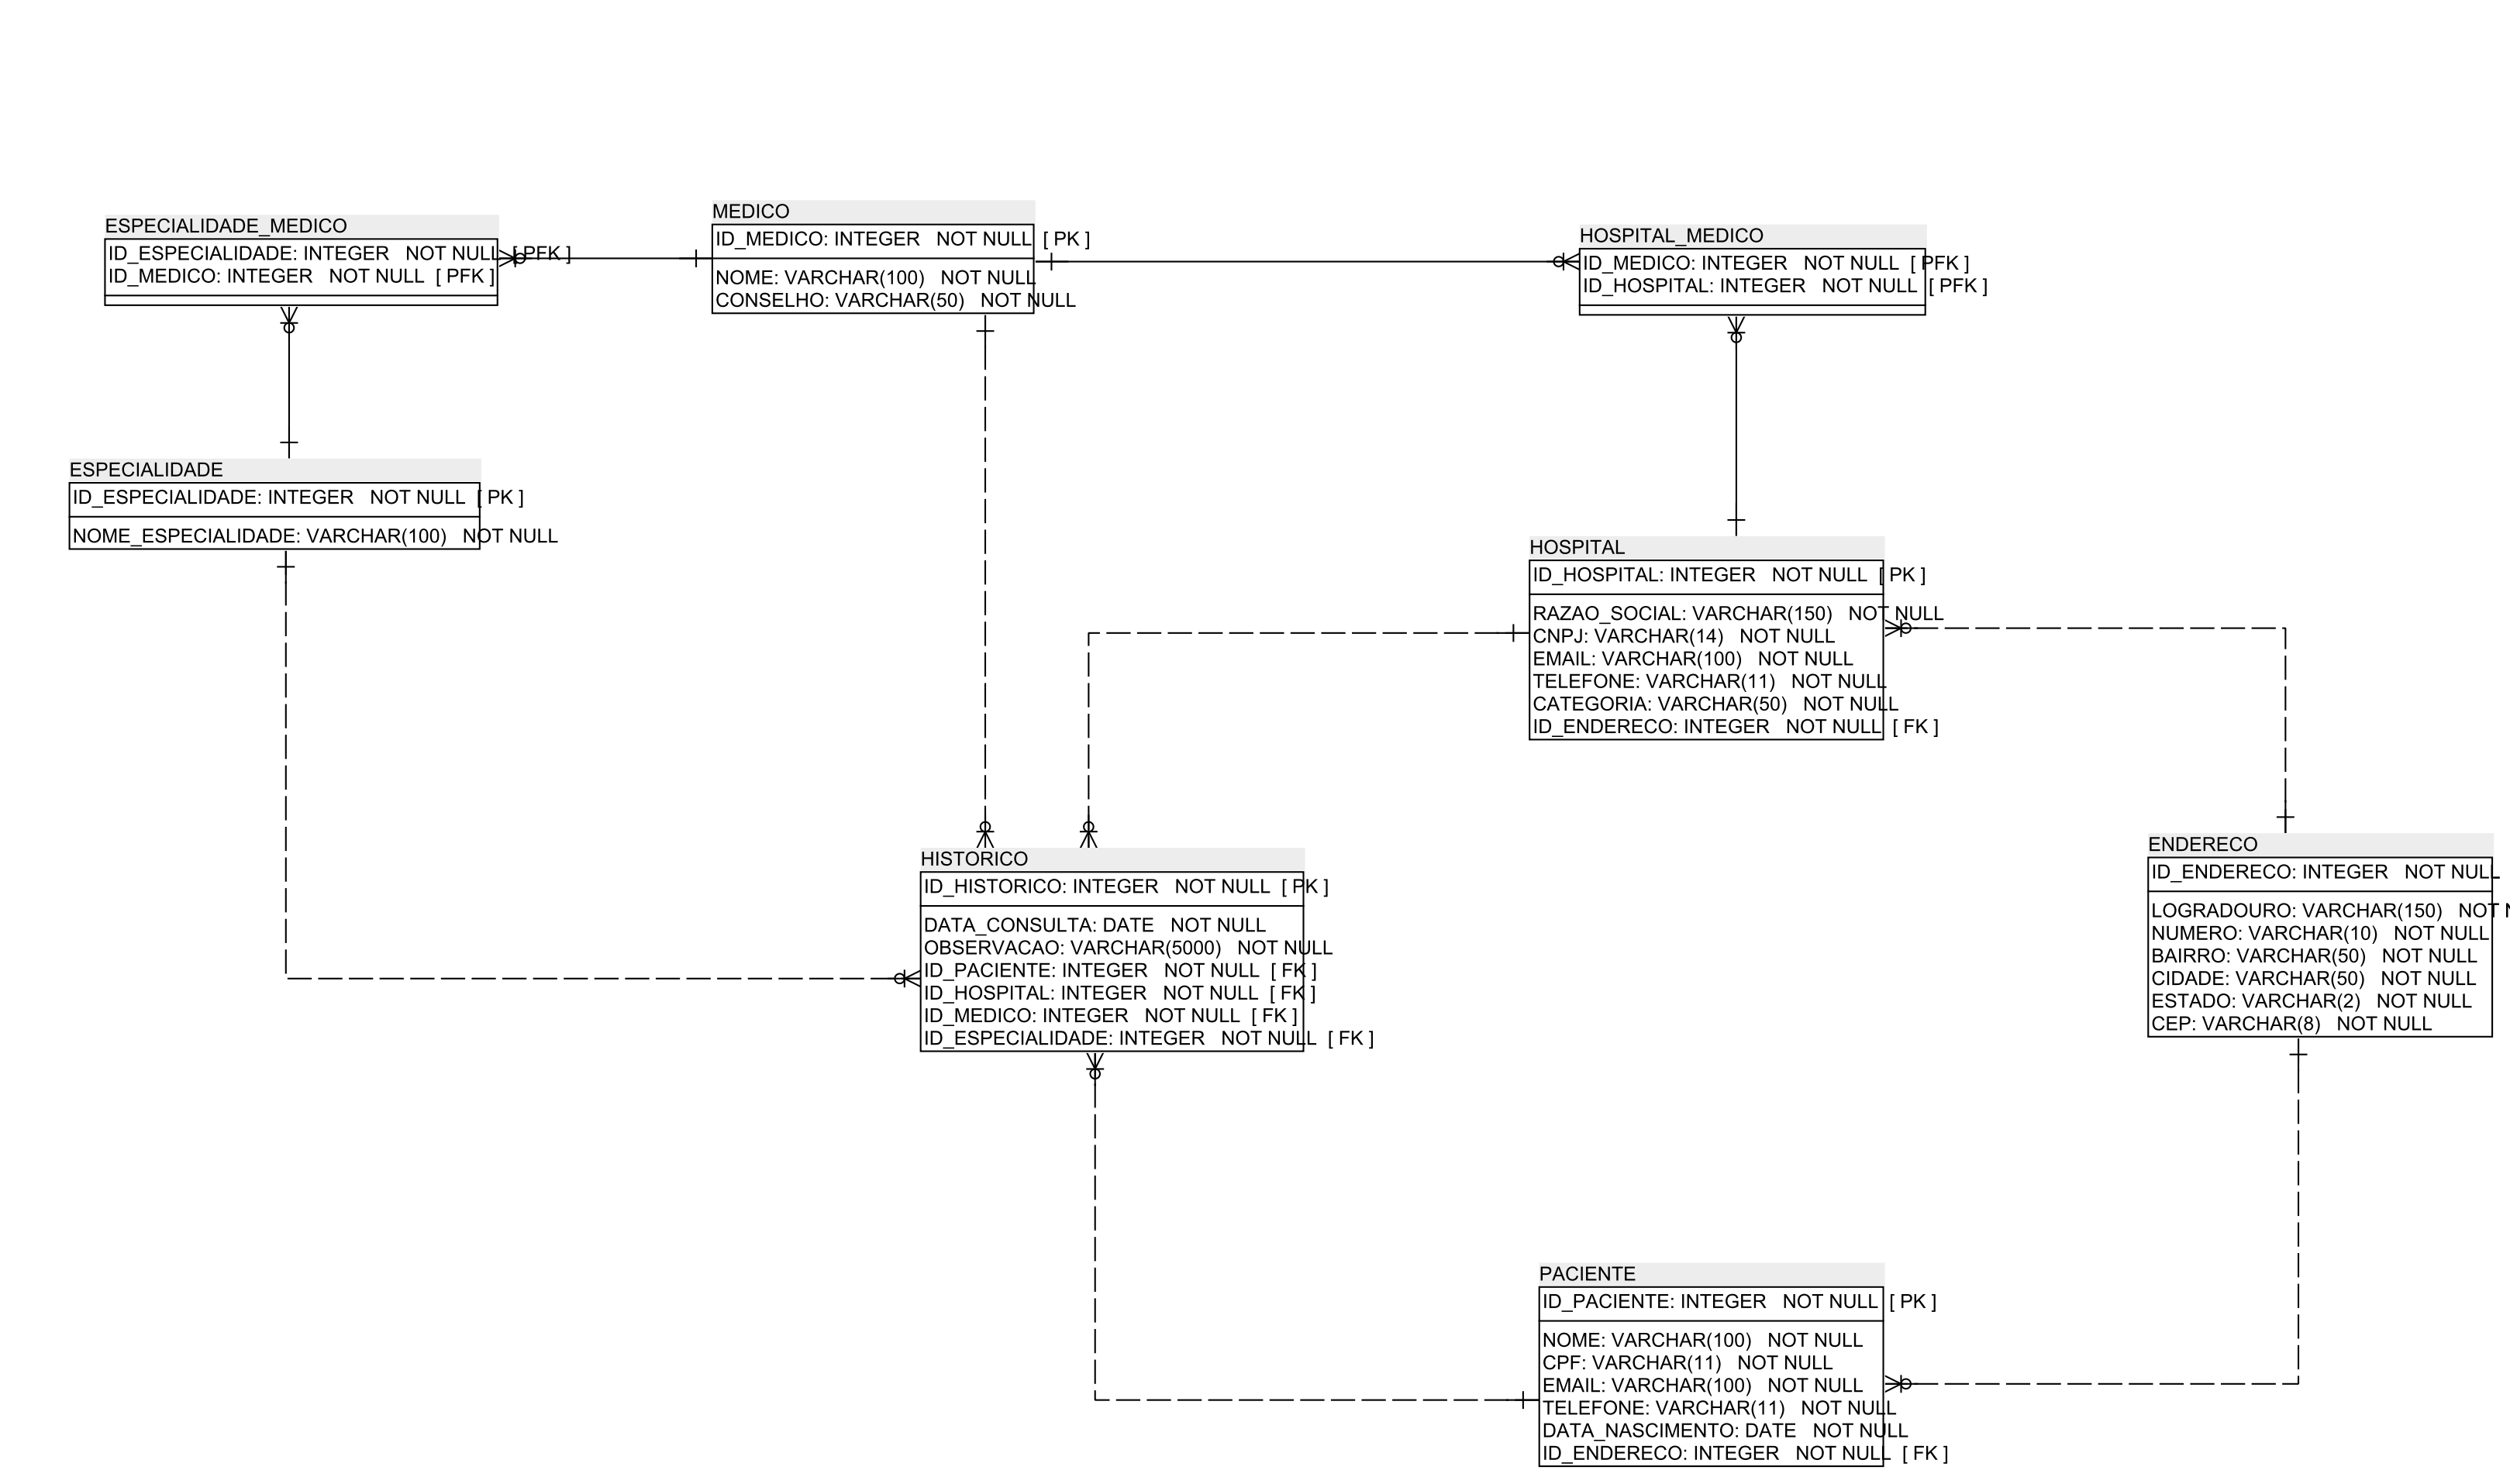 ESPECIALIDADE_MEDICO
ID_ESPECIALIDADE: INTEGER NOT NULL [ PFK ]
ID_MEDICO: INTEGER NOT NULL [ PFK ]
MEDICO
ID_MEDICO: INTEGER NOT NULL [ PK ]
NOME: VARCHAR(100) NOT NULL
CONSELHO: VARCHAR(50) NOT NULL
HOSPITAL_MEDICO
ID_MEDICO: INTEGER NOT NULL [ PFK ]
ID_HOSPITAL: INTEGER NOT NULL [ PFK ]
ESPECIALIDADE
ID_ESPECIALIDADE: INTEGER NOT NULL [ PK ]
NOME_ESPECIALIDADE: VARCHAR(100) NOT NULL
HOSPITAL
ID_HOSPITAL: INTEGER NOT NULL [ PK ]
RAZAO_SOCIAL: VARCHAR(150) NOT NULL
CNPJ: VARCHAR(14) NOT NULL
EMAIL: VARCHAR(100) NOT NULL
TELEFONE: VARCHAR(11) NOT NULL
CATEGORIA: VARCHAR(50) NOT NULL
ID_ENDERECO: INTEGER NOT NULL [ FK ]
HISTORICO
ID_HISTORICO: INTEGER NOT NULL [ PK ]
DATA_CONSULTA: DATE NOT NULL
OBSERVACAO: VARCHAR(5000) NOT NULL
ID_PACIENTE: INTEGER NOT NULL [ FK ]
ID_HOSPITAL: INTEGER NOT NULL [ FK ]
ID_MEDICO: INTEGER NOT NULL [ FK ]
ID_ESPECIALIDADE: INTEGER NOT NULL [ FK ]
ENDERECO
ID_ENDERECO: INTEGER NOT NULL
LOGRADOURO: VARCHAR(150) NOT
NUMERO: VARCHAR(10) NOT NULL
BAIRRO: VARCHAR(50) NOT NULL
CIDADE: VARCHAR(50) NOT NULL
ESTADO: VARCHAR(2) NOT NULL
CEP: VARCHAR(8) NOT NULL
PACIENTE
ID_PACIENTE: INTEGER NOT NULL [ PK ]
NOME: VARCHAR(100) NOT NULL
CPF: VARCHAR(11) NOT NULL
EMAIL: VARCHAR(100) NOT NULL
TELEFONE: VARCHAR(11) NOT NULL
DATA_NASCIMENTO: DATE NOT NULL
ID_ENDERECO: INTEGER NOT NULL [ FK ]